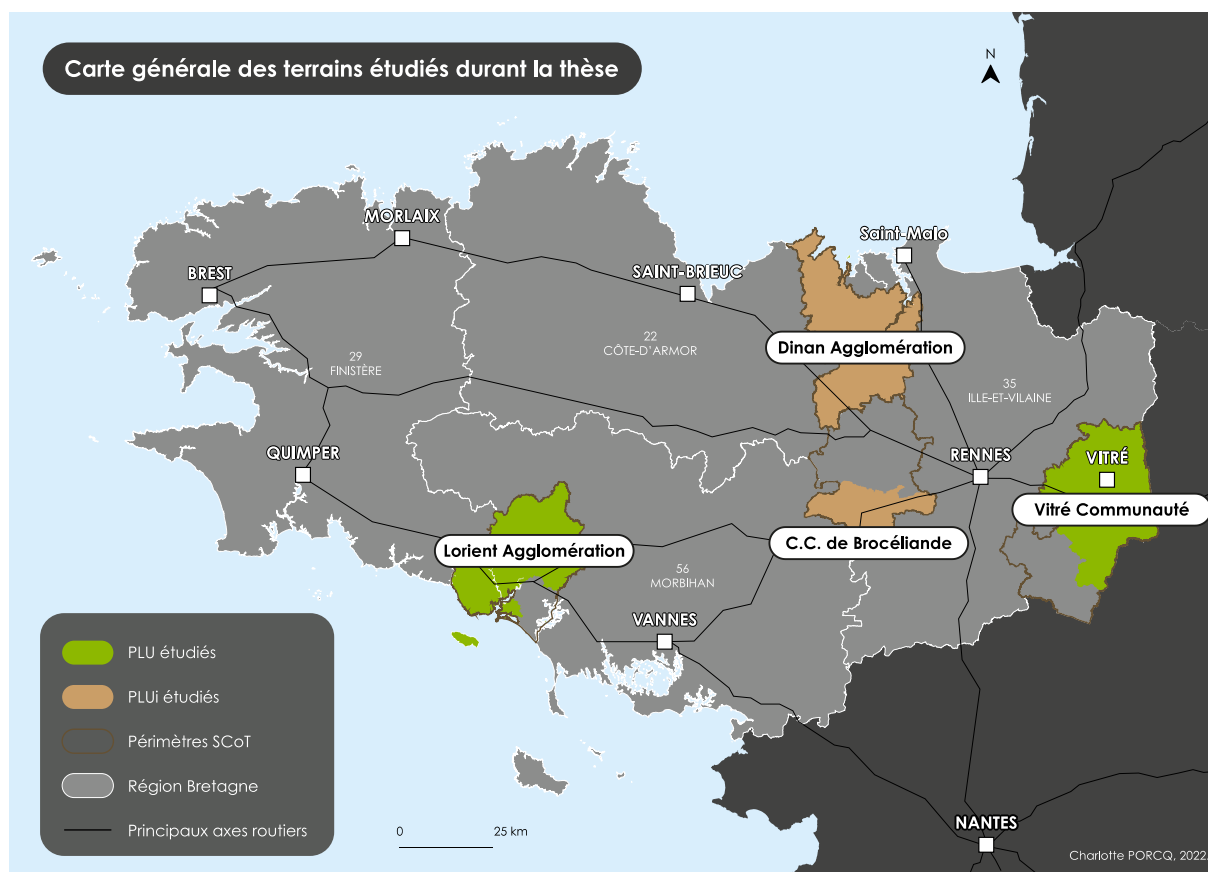 Carte générale des terrains étudiés durant la thèse
N
MORLAIX
Saint-Malo
BREST
SAINT-BRIEUC
22
CÔTE-D'ARMOR
Dinan Agglomération
29
FINISTÈRE
35
ILLE-ET-VILAINE
QUIMPER
RENNES
VITRÉ
Vitré Communauté
Lorient Agglomération
C.C. de Brocéliande
56
MORBIHAN
VANNES
PLU étudiés
PLUi étudiés
Périmètres SCoT
Région Bretagne
Principaux axes routiers
0 25 km
NANTES
Charlotte PORCQ, 2022.